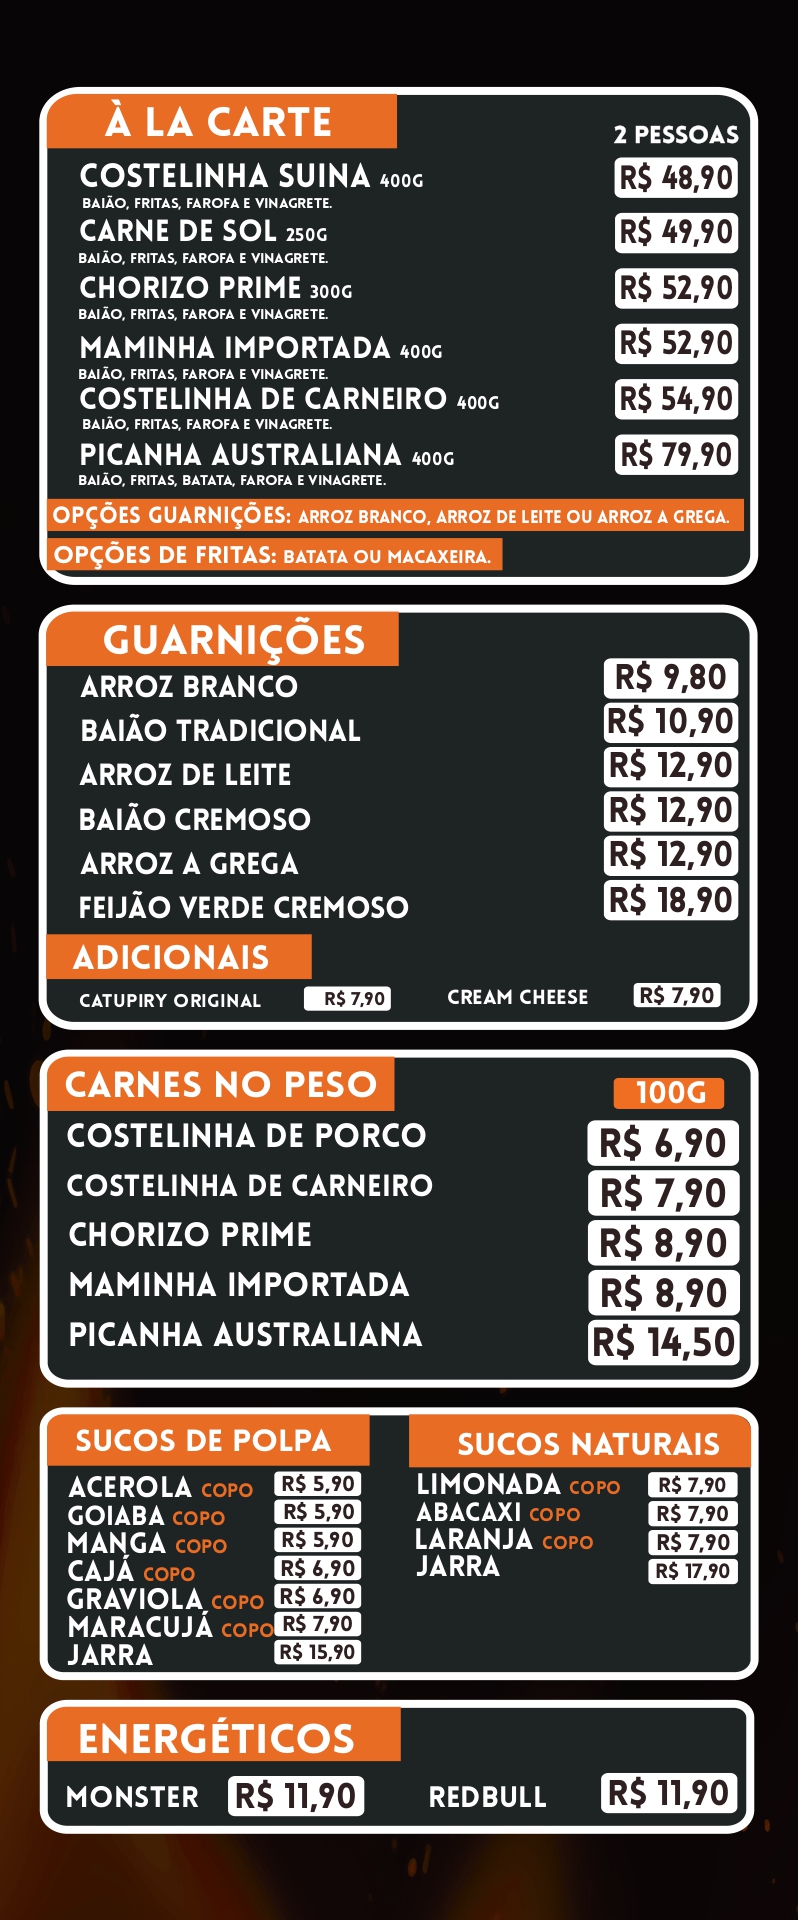 À LA CARTE
2 PESSOAS
COSTELINHA SUINA 400G R$ 48,90
BAIÃO, FRITAS, FAROFA E VINAGRETE.
CARNE DE SOL 250G R$ 49,90
BAIÃO, FRITAS, FAROFA E VINAGRETE.
CHORIZO PRIME 300G R$ 52,90
BAIÃO, FRITAS, FAROFA E VINAGRETE.
MAMINHA IMPORTADA 400G R$ 52,90
BAIÃO, FRITAS, FAROFA E VINAGRETE.
COSTELINHA DE CARNEIRO 400G R$ 54,90
BAIÃO, FRITAS, FAROFA E VINAGRETE.
PICANHA AUSTRALIANA 400G R$ 79,90
BAIÃO, FRITAS, BATATA, FAROFA E VINAGRETE.
OPÇÕES GUARNIÇÕES: ARROZ BRANCO, ARROZ DE LEITE OU ARROZ A GREGA.
OPÇÕES DE FRITAS: BATATA OU MACAXEIRA.
GUARNIÇÕES
ARROZ BRANCO R$ 9,80
BAIÃO TRADICIONAL R$ 10,90
ARROZ DE LEITE R$ 12,90
BAIÃO CREMOSO R$ 12,90
ARROZ A GREGA R$ 12,90
FEIJÃO VERDE CREMOSO R$ 18,90
ADICIONAIS
CATUPIRY ORIGINAL R$ 7,90 CREAM CHEESE R$ 7,90
CARNES NO PESO 100G
COSTELINHA DE PORCO R$ 6,90
COSTELINHA DE CARNEIRO R$ 7,90
CHORIZO PRIME R$ 8,90
MAMINHA IMPORTADA R$ 8,90
PICANHA AUSTRALIANA R$ 14,50
SUCOS DE POLPA
ACEROLA COPO R$ 5,90
GOIABA COPO R$ 5,90
MANGA COPO R$ 5,90
CAJÁ COPO R$ 6,90
GRAVIOLA COPO R$ 6,90
MARACUJÁ COPO R$ 7,90
JARRA R$ 15,90
SUCOS NATURAIS
LIMONADA COPO R$ 7,90
ABACAXI COPO R$ 7,90
LARANJA COPO R$ 7,90
JARRA R$ 17,90
ENERGÉTICOS
MONSTER R$ 11,90 REDBULL R$ 11,90